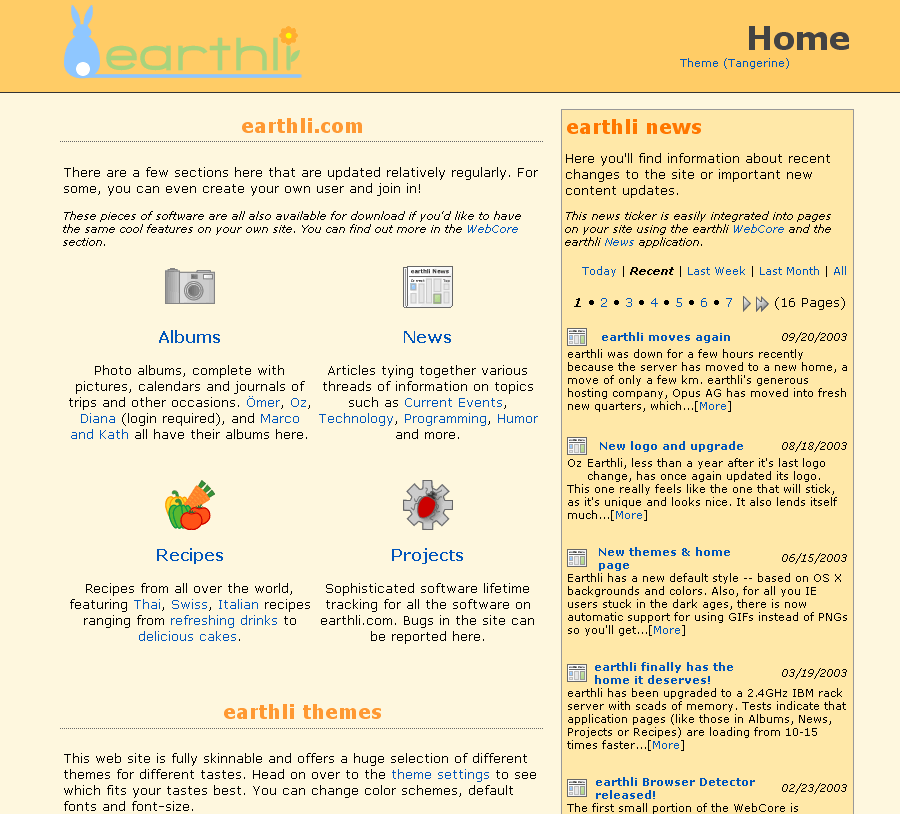 earthli
Home
Theme (Tangerine)
earthli.com
There are a few sections here that are updated relatively regularly. For
some, you can even create your own user and join in!
These pieces of software are all also available for download if you'd like to have
the same cool features on your own site. You can find out more in the WebCore
section.
earthli News
Albums
News
Photo albums, complete with
pictures, calendars and journals of
trips and other occasions. Ömer, Oz,
Diana (login required), and Marco
and Kath all have their albums here.
Articles tying together various
threads of information on topics
such as Current Events,
Technology, Programming, Humor
and more.
Recipes
Projects
Recipes from all over the world,
featuring Thai, Swiss, Italian recipes
ranging from refreshing drinks to
delicious cakes.
Sophisticated software lifetime
tracking for all the software on
earthli.com. Bugs in the site can
be reported here.
earthli themes
This web site is fully skinnable and offers a huge selection of different
themes for different tastes. Head on over to the theme settings to see
which fits your tastes best. You can change color schemes, default
fonts and font-size.
earthli news
Here you'll find information about recent
changes to the site or important new
content updates.
This news ticker is easily integrated into pages
on your site using the earthli WebCore and the
earthli News application.
Today | Recent | Last Week | Last Month | All
1 • 2 • 3 • 4 • 5 • 6 • 7 (16 Pages)
earthli moves again 09/20/2003
earthli was down for a few hours recently
because the server has moved to a new home, a
move of only a few km. earthli's generous
hosting company, Opus AG has moved into fresh
new quarters, which...[More]
New logo and upgrade 08/18/2003
Oz Earthli, less than a year after it's last logo
change, has once again updated its logo.
This one really feels like the one that will stick,
as it's unique and looks nice. It also lends itself
much...[More]
New themes & home
page 06/15/2003
Earthli has a new default style -- based on OS X
backgrounds and colors. Also, for all you IE
users stuck in the dark ages, there is now
automatic support for using GIFs instead of PNGs
so you'll get...[More]
earthli finally has the
home it deserves! 03/19/2003
earthli has been upgraded to a 2.4GHz IBM rack
server with scads of memory. Tests indicate that
application pages (like those in Albums, News,
Projects or Recipes) are loading from 10-15
times faster...[More]
earthli Browser Detector
released! 02/23/2003
The first small portion of the WebCore is